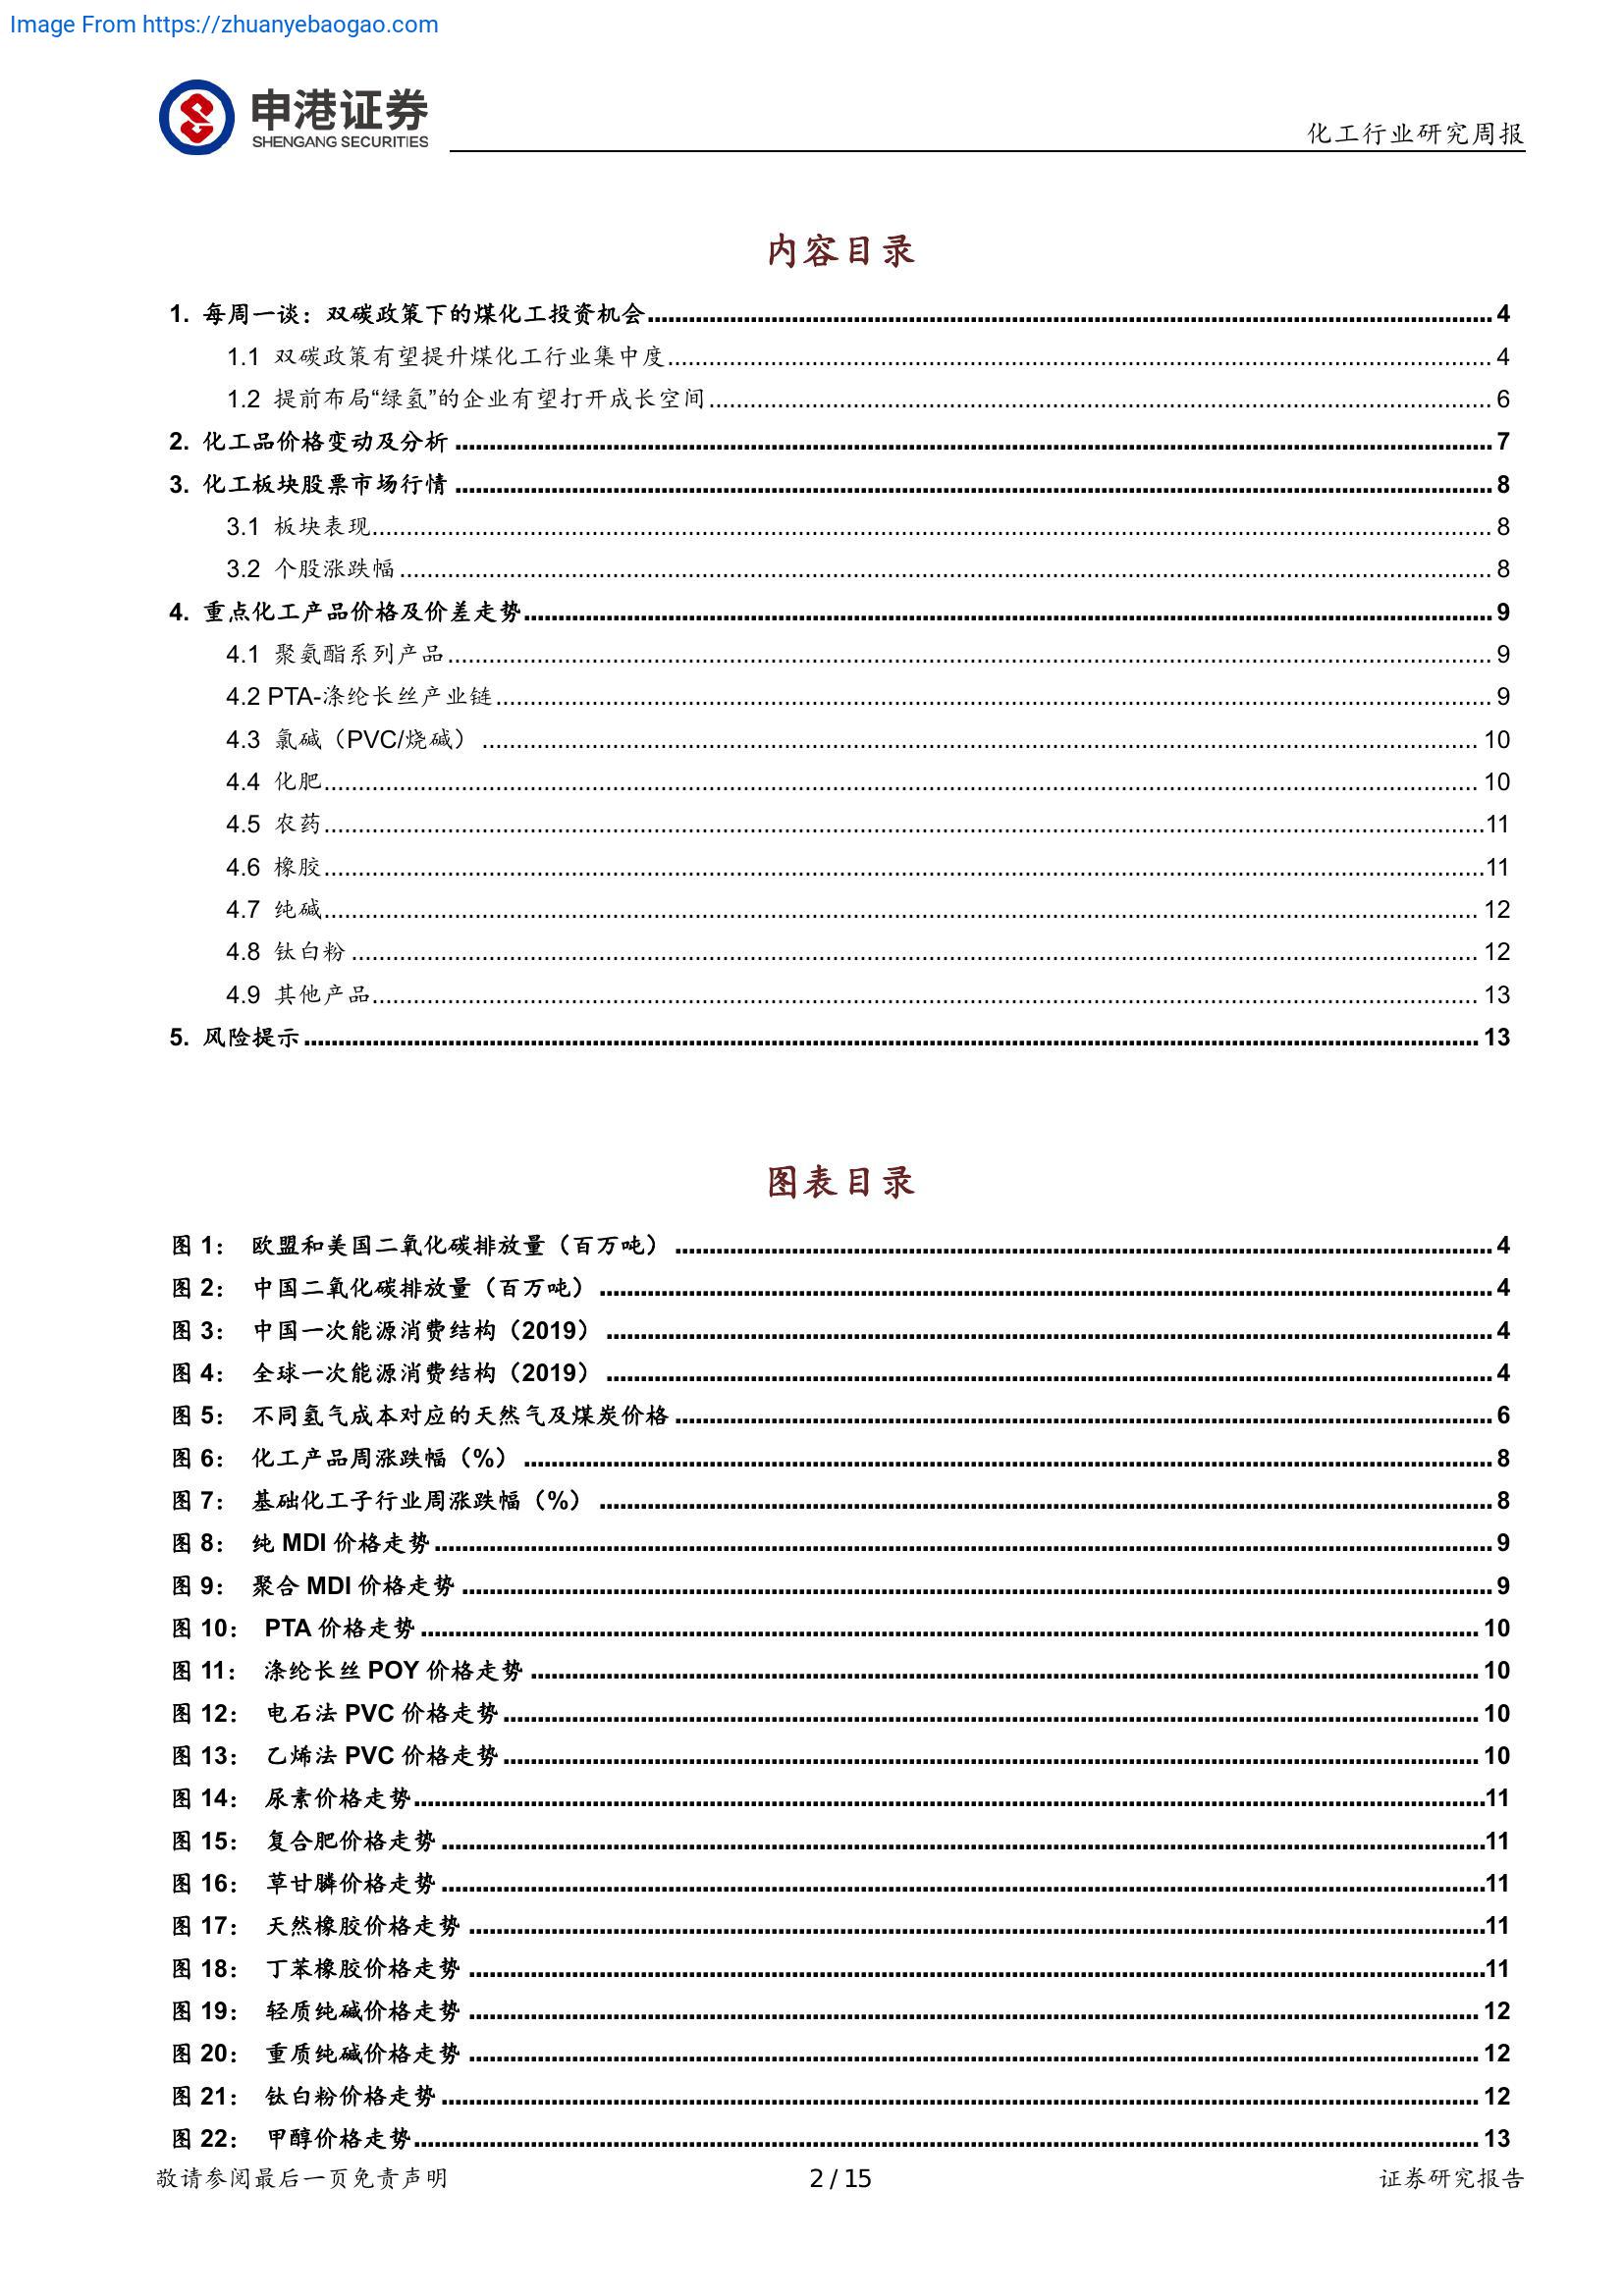 Image From https://zhuanyebaogao.com
申港证券
SHENGANG SECURITIES
化工行业研究周报
内容目录
1. 每周一谈：双碳政策下的煤化工投资机会 4
1.1 双碳政策有望提升煤化工行业集中度 4
1.2 提前布局“绿氢”的企业有望打开成长空间 6
2. 化工品价格变动及分析 7
3. 化工板块股票市场行情 8
3.1 板块表现 8
3.2 个股涨跌幅 8
4. 重点化工产品价格及价差走势 9
4.1 聚氨酯系列产品 9
4.2 PTA-涤纶长丝产业链 9
4.3 氯碱（PVC/烧碱） 10
4.4 化肥 10
4.5 农药 11
4.6 橡胶 11
4.7 纯碱 12
4.8 钛白粉 12
4.9 其他产品 13
5. 风险提示 13
图表目录
图 1： 欧盟和美国二氧化碳排放量（百万吨） 4
图 2： 中国二氧化碳排放量（百万吨） 4
图 3： 中国一次能源消费结构（2019） 4
图 4： 全球一次能源消费结构（2019） 4
图 5： 不同氢气成本对应的天然气及煤炭价格 6
图 6： 化工产品周涨跌幅（%） 8
图 7： 基础化工子行业周涨跌幅（%） 8
图 8： 纯 MDI 价格走势 9
图 9： 聚合 MDI 价格走势 9
图 10： PTA 价格走势 10
图 11： 涤纶长丝 POY 价格走势 10
图 12： 电石法 PVC 价格走势 10
图 13： 乙烯法 PVC 价格走势 10
图 14： 尿素价格走势 11
图 15： 复合肥价格走势 11
图 16： 草甘膦价格走势 11
图 17： 天然橡胶价格走势 11
图 18： 丁苯橡胶价格走势 11
图 19： 轻质纯碱价格走势 12
图 20： 重质纯碱价格走势 12
图 21： 钛白粉价格走势 12
图 22： 甲醇价格走势 13
敬请参阅最后一页免责声明
2 / 15
证券研究报告